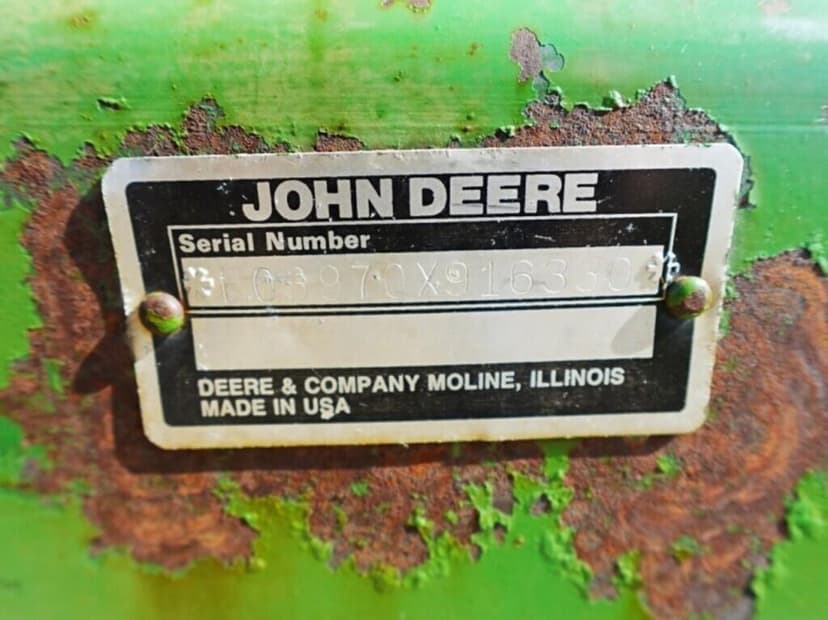 JOHN DEERE
Serial Number
DEERE & COMPANY MOLINE, ILLINOIS
MADE IN USA